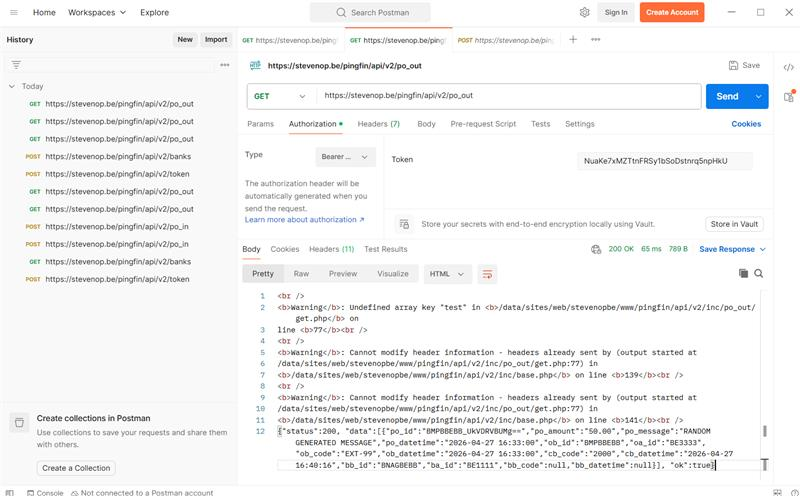 Home Workspaces Explore Search Postman Sign In Create Account
History New Import
GET https://stevenop.be/pingf GET https://stevenop.be/pingf POST https://stevenop.be/ping
Today
GET https://stevenop.be/pingfin/api/v2/po_out
GET https://stevenop.be/pingfin/api/v2/po_out
GET https://stevenop.be/pingfin/api/v2/po_out
POST https://stevenop.be/pingfin/api/v2/banks
POST https://stevenop.be/pingfin/api/v2/token
GET https://stevenop.be/pingfin/api/v2/po_out
GET https://stevenop.be/pingfin/api/v2/po_out
POST https://stevenop.be/pingfin/api/v2/po_in
POST https://stevenop.be/pingfin/api/v2/po_in
GET https://stevenop.be/pingfin/api/v2/banks
POST https://stevenop.be/pingfin/api/v2/token
Create collections in Postman
Use collections to save your requests and share them with others.
Create a Collection
HTTP https://stevenop.be/pingfin/api/v2/po_out Save
GET https://stevenop.be/pingfin/api/v2/po_out Send
Params Authorization Headers (7) Body Pre-request Script Tests Settings Cookies
Type Bearer ...
The authorization header will be
automatically generated when you
send the request.
Learn more about authorization ↗
Token NuaKe7xMZTtnFRSy1bSoDstnrq5npHkU
Store your secrets with end-to-end encryption locally using Vault. Store in Vault
Body Cookies Headers (11) Test Results 200 OK 65 ms 789 B Save Response
Pretty Raw Preview Visualize HTML
1 <br />
2 <b>Warning</b>: Undefined array key "test" in <b>/data/sites/web/stevenopbe/www/pingfin/api/v2/inc/po_out/
get.php</b> on
3 line <b>77</b><br />
4 <br />
5 <b>Warning</b>: Cannot modify header information - headers already sent by (output started at
6 /data/sites/web/stevenopbe/www/pingfin/api/v2/inc/po_out/get.php:77) in
7 <b>/data/sites/web/stevenopbe/www/pingfin/api/v2/inc/base.php</b> on line <b>139</b><br />
8 <br />
9 <b>Warning</b>: Cannot modify header information - headers already sent by (output started at
10 /data/sites/web/stevenopbe/www/pingfin/api/v2/inc/po_out/get.php:77) in
11 <b>/data/sites/web/stevenopbe/www/pingfin/api/v2/inc/base.php</b> on line <b>141</b><br />
12 {"status":200, "data":[{"po_id":"BMPBBEBB_UkVDRVBUMg==","po_amount":"50.00","po_message":"RANDOM
GENERATED MESSAGE","po_datetime":"2026-04-27 16:33:00","ob_id":"BMPBBEBB","oa_id":"BE3333",
"ob_code":"EXT-99","ob_datetime":"2026-04-27 16:33:00","cb_code":"2000","cb_datetime":"2026-04-27
16:40:16","bb_id":"BNAGBEBB","ba_id":"BE1111","bb_code":null,"bb_datetime":null}], "ok":true}
Console Not connected to a Postman account